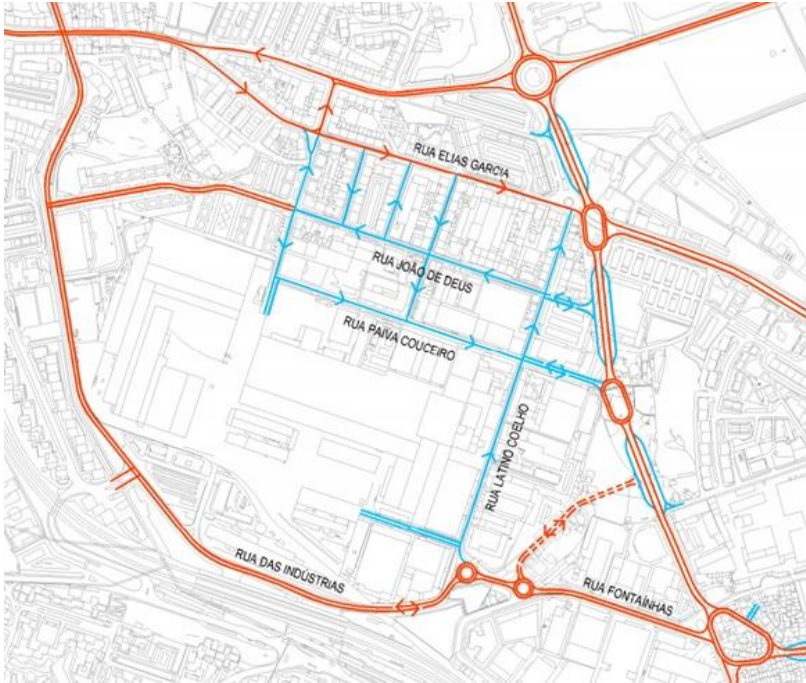 RUA ELIAS GARCIA
RUA JOÃO DE DEUS
RUA PAIVA COUCEIRO
RUA LATINO COELHO
RUA DAS INDÚSTRIAS
RUA FONTAÍNHAS